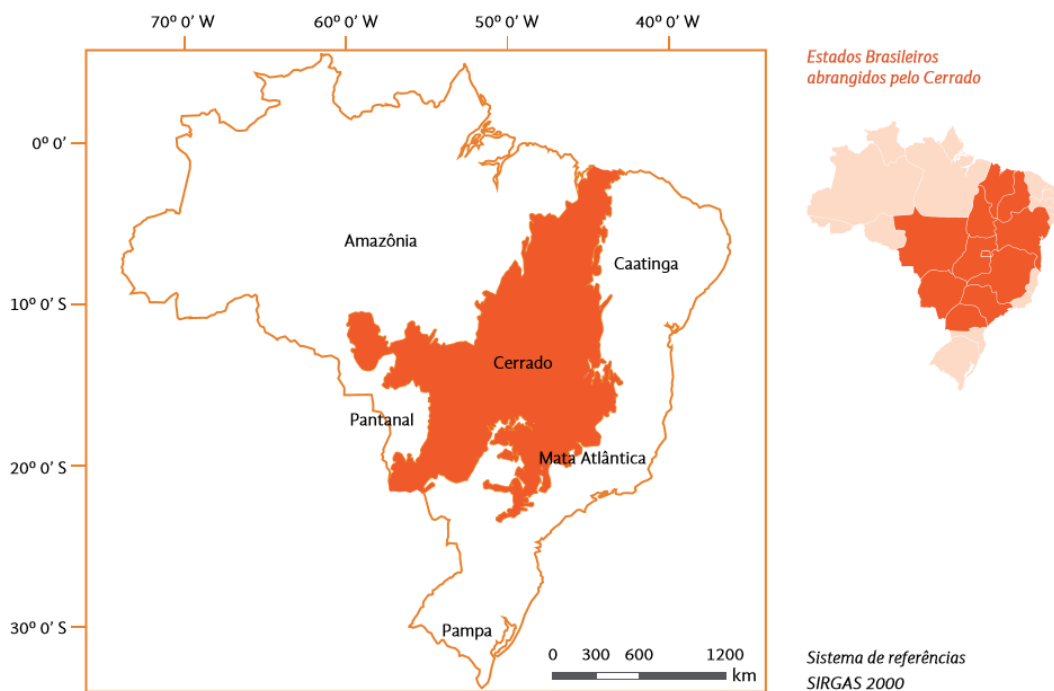 70º 0' W
60º 0' W
50º 0' W
40º 0' W
0º 0'
10º 0' S
20º 0' S
30º 0' S
Amazônia
Caatinga
Cerrado
Pantanal
Mata Atlântica
Pampa
0 300 600 1200
km
Estados Brasileiros
abrangidos pelo Cerrado
Sistema de referências
SIRGAS 2000